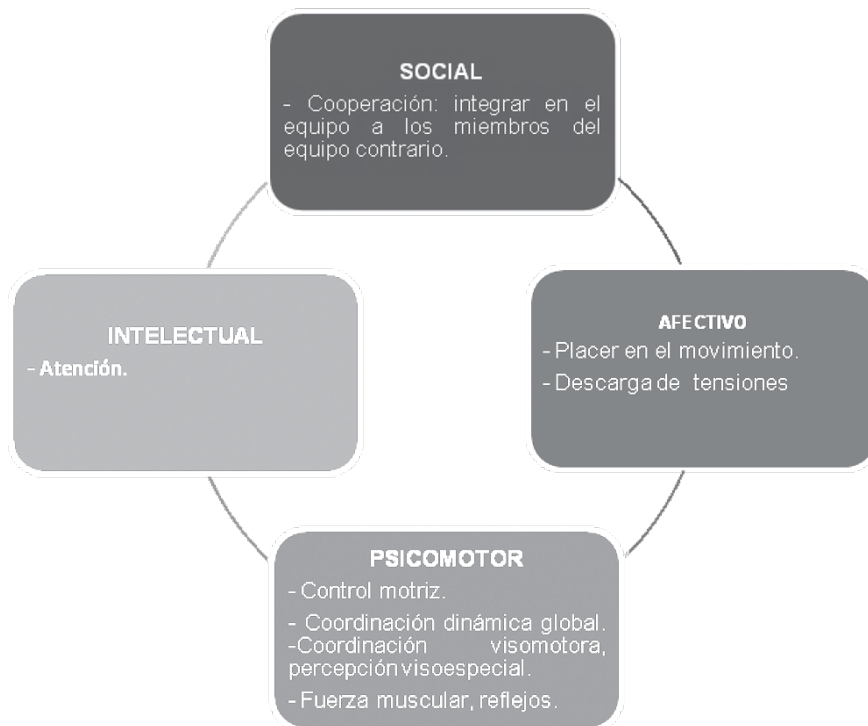 SOCIAL
- Cooperación: integrar en el
equipo a los miembros del
equipo contrario.
AFECTIVO
- Placer en el movimiento.
- Descarga de tensiones
INTELECTUAL
- Atención.
PSICOMOTOR
- Control motriz.
- Coordinación dinámica global.
-Coordinación visomotora,
percepción visoespecial.
- Fuerza muscular, reflejos.